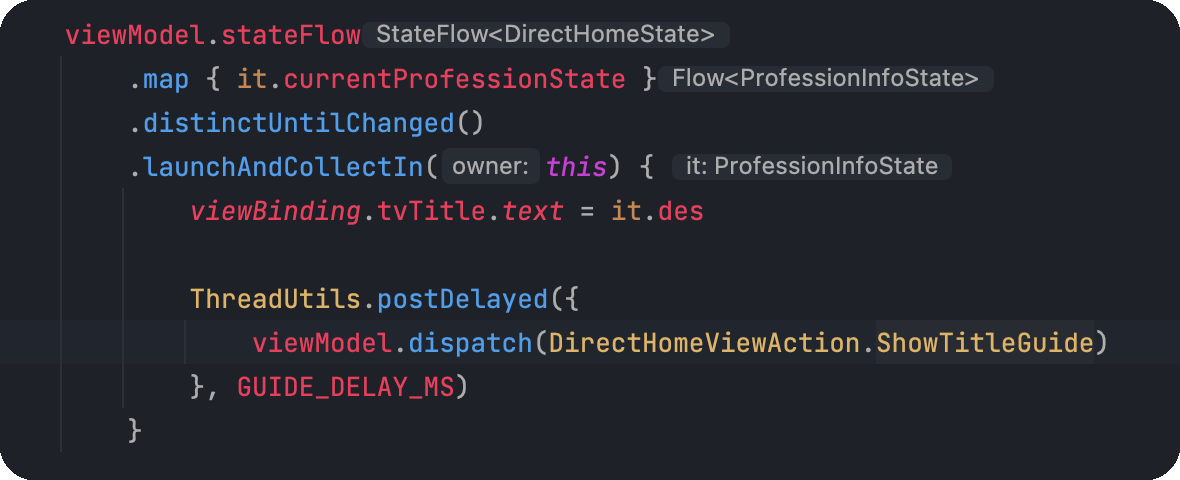 viewModel.stateFlow StateFlow<DirectHomeState>
.map { it.currentProfessionState } Flow<ProfessionInfoState>
.distinctUntilChanged()
.launchAndCollectIn( owner: this) { it: ProfessionInfoState
viewBinding.tvTitle.text = it.des
ThreadUtils.postDelayed({
viewModel.dispatch(DirectHomeViewAction.ShowTitleGuide)
}, GUIDE_DELAY_MS)
}